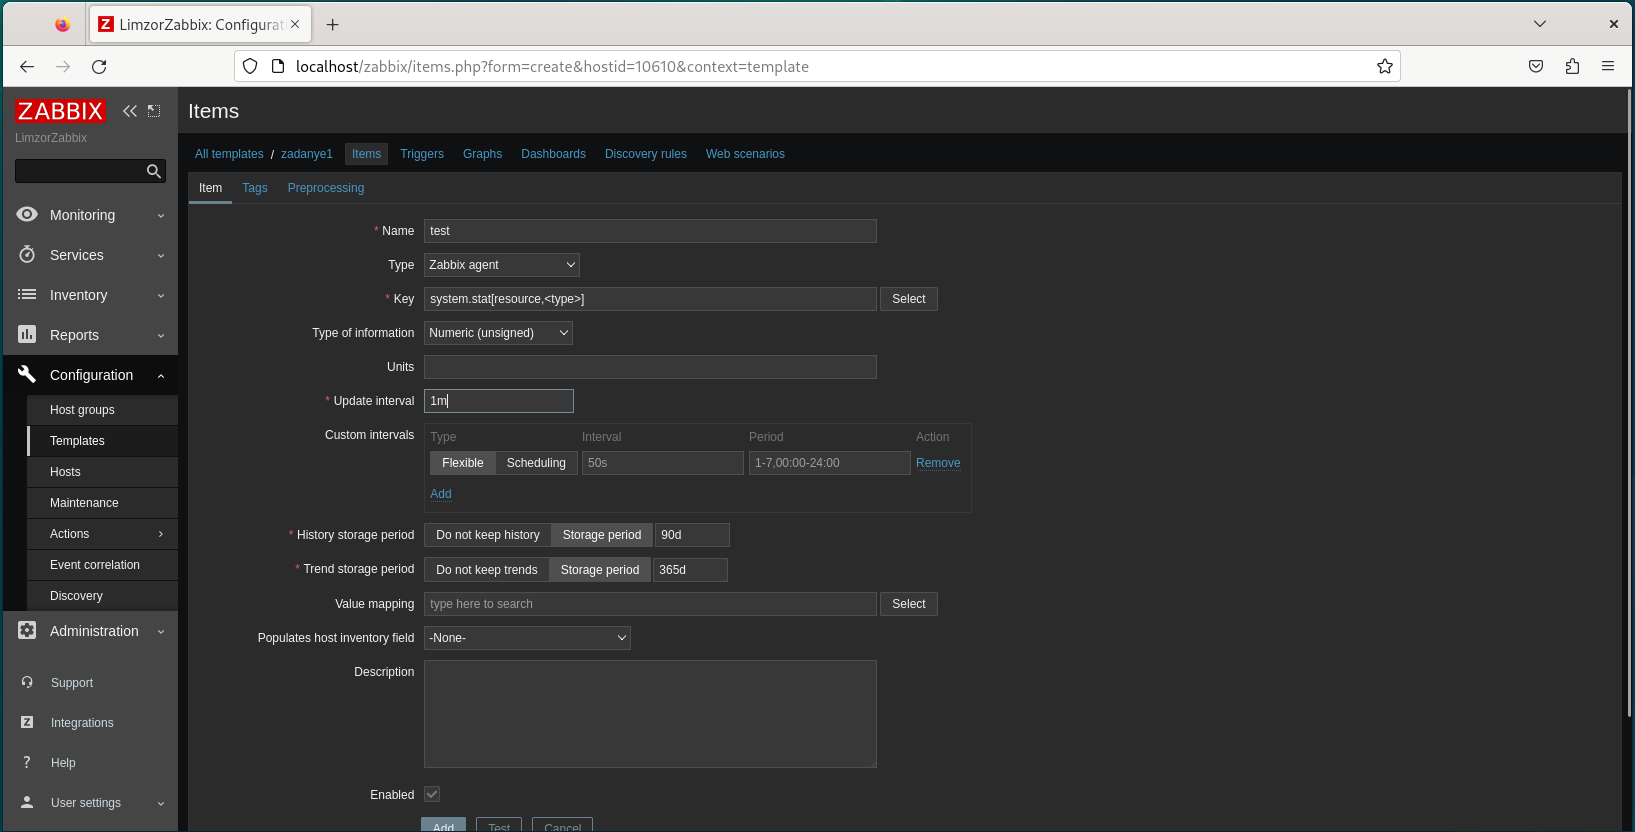 LimzorZabbix: Configurati
localhost/zabbix/items.php?form=create&hostid=10610&context=template
ZABBIX
LimzorZabbix
Monitoring
Services
Inventory
Reports
Configuration
Host groups
Templates
Hosts
Maintenance
Actions
Event correlation
Discovery
Administration
Support
Integrations
Help
User settings
Items
All templates / zadanye1 Items Triggers Graphs Dashboards Discovery rules Web scenarios
Item Tags Preprocessing
* Name test
Type Zabbix agent
* Key system.stat[resource,<type>] Select
Type of information Numeric (unsigned)
Units
* Update interval 1m
Custom intervals Type Interval Period Action
Flexible Scheduling 50s 1-7,00:00-24:00 Remove
Add
* History storage period Do not keep history Storage period 90d
* Trend storage period Do not keep trends Storage period 365d
Value mapping type here to search Select
Populates host inventory field -None-
Description
Enabled
Add Test Cancel